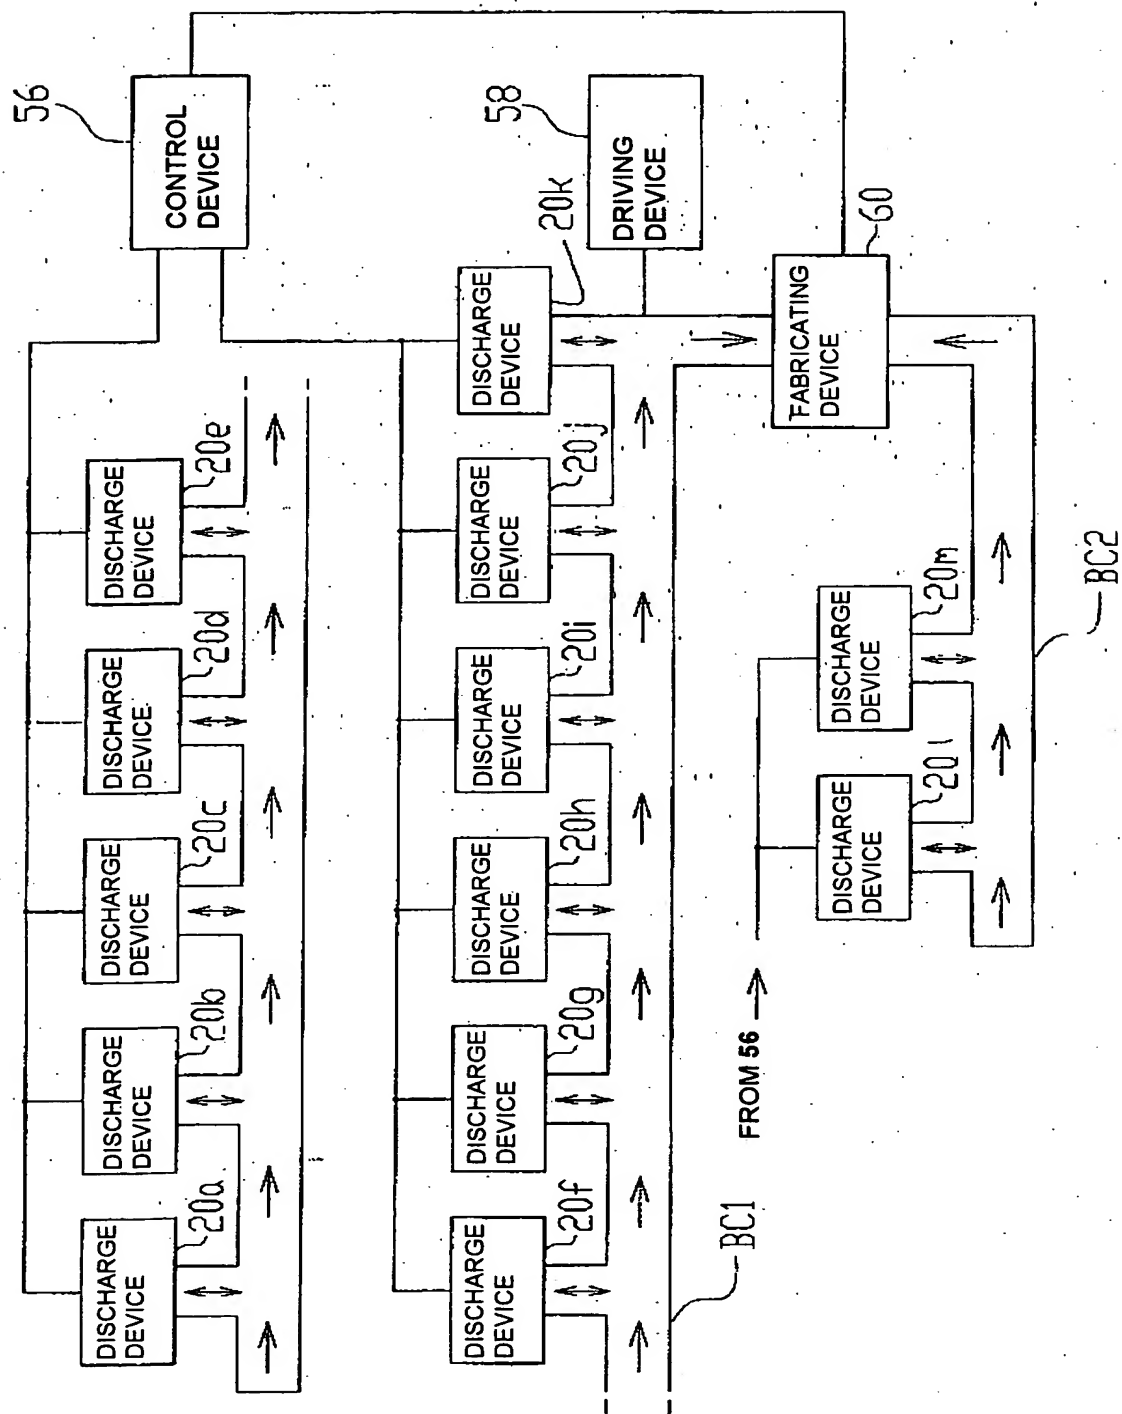 56
CONTROL
DEVICE
DISCHARGE
DEVICE
20a
DISCHARGE
DEVICE
20b
DISCHARGE
DEVICE
20c
DISCHARGE
DEVICE
20d
DISCHARGE
DEVICE
20e
58
DRIVING
DEVICE
DISCHARGE
DEVICE
20f
DISCHARGE
DEVICE
20g
DISCHARGE
DEVICE
20h
DISCHARGE
DEVICE
20i
DISCHARGE
DEVICE
20j
DISCHARGE
DEVICE
20k
BC1
FABRICATING
DEVICE
60
FROM 56
DISCHARGE
DEVICE
20l
DISCHARGE
DEVICE
20m
BC2